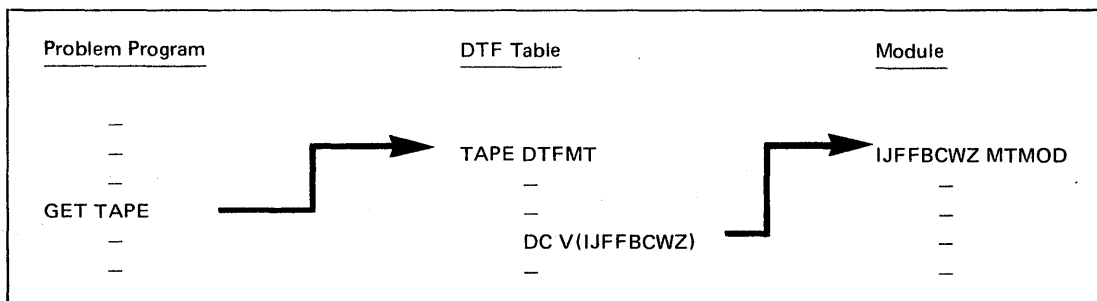 Problem Program DTF Table Module
—
— TAPE DTFMT IJFFBCWZ MTMOD
— — —
GET TAPE — —
— DC V(IJFFBCWZ) —
— — —